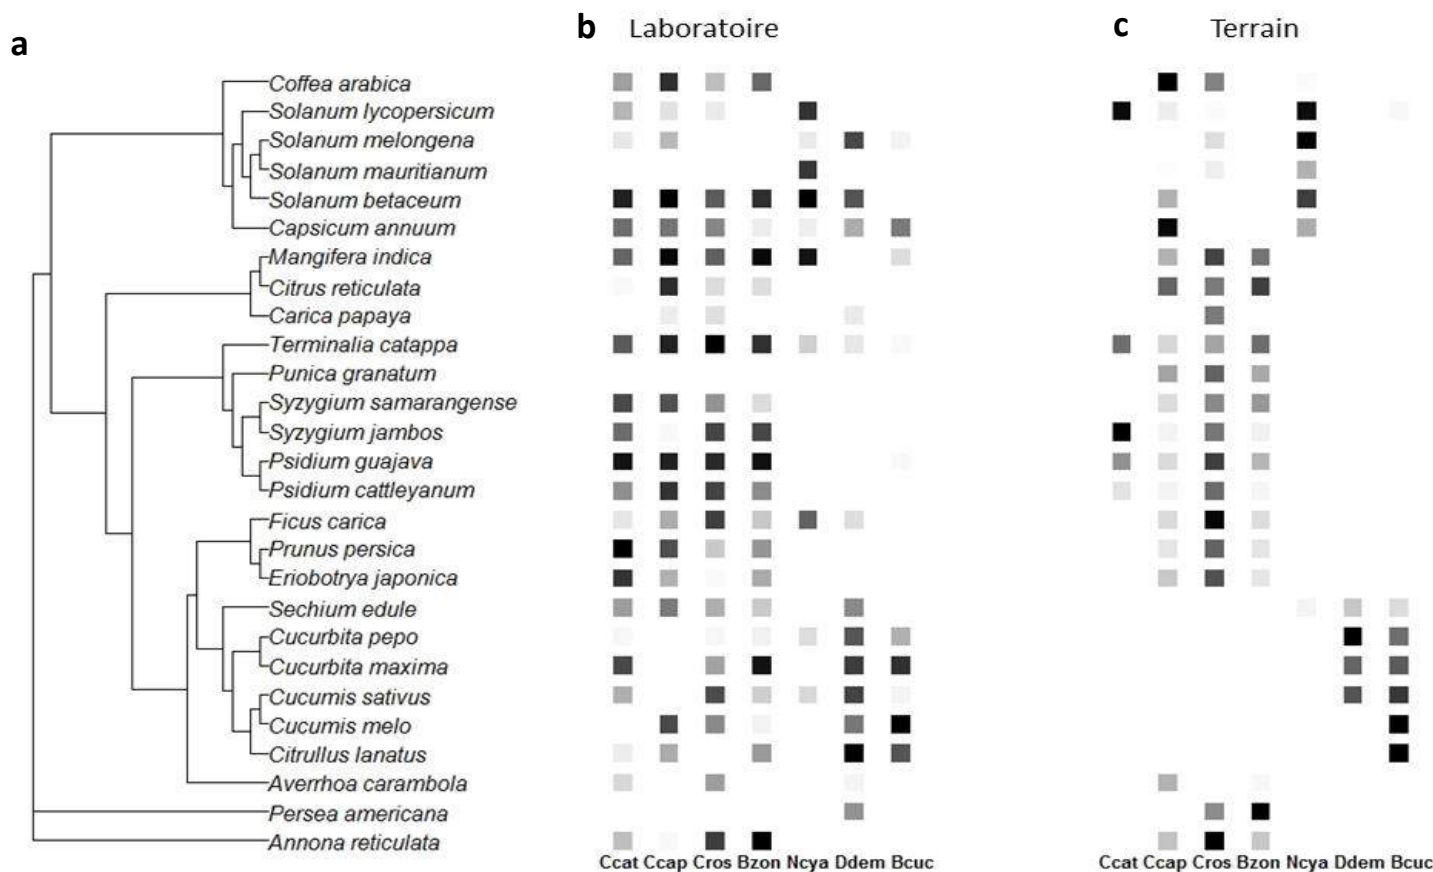 a
b Laboratoire
c Terrain
Coffea arabica
Solanum lycopersicum
Solanum melongena
Solanum mauritianum
Solanum betaceum
Capsicum annuum
Mangifera indica
Citrus reticulata
Carica papaya
Terminalia catappa
Punica granatum
Syzygium samarangense
Syzygium jambos
Psidium guajava
Psidium cattleyanum
Ficus carica
Prunus persica
Eriobotrya japonica
Sechium edule
Cucurbita pepo
Cucurbita maxima
Cucumis sativus
Cucumis melo
Citrullus lanatus
Averrhoa carambola
Persea americana
Annona reticulata
Ccat Ccap Cros Bzon Ncya Ddem Bcuc
Ccat Ccap Cros Bzon Ncya Ddem Bcuc